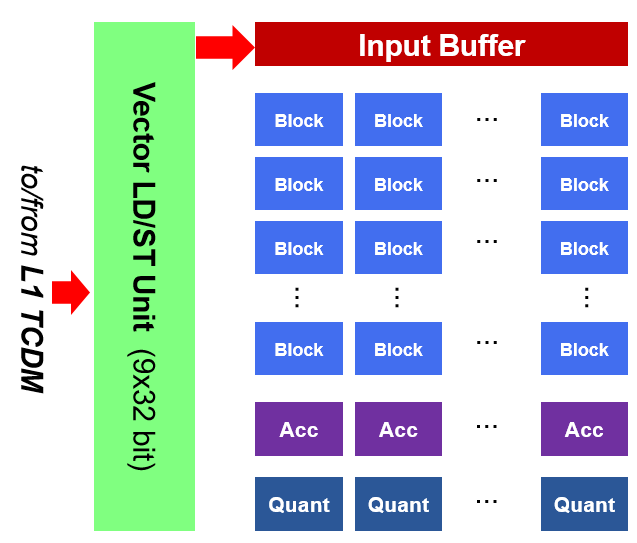 to/from L1 TCDM
Vector LD/ST Unit (9x32 bit)
Input Buffer
Block Block ... Block
Block Block ... Block
Block Block ... Block
⋮ ⋮ ⋮
Block Block ... Block
Acc Acc ... Acc
Quant Quant ... Quant